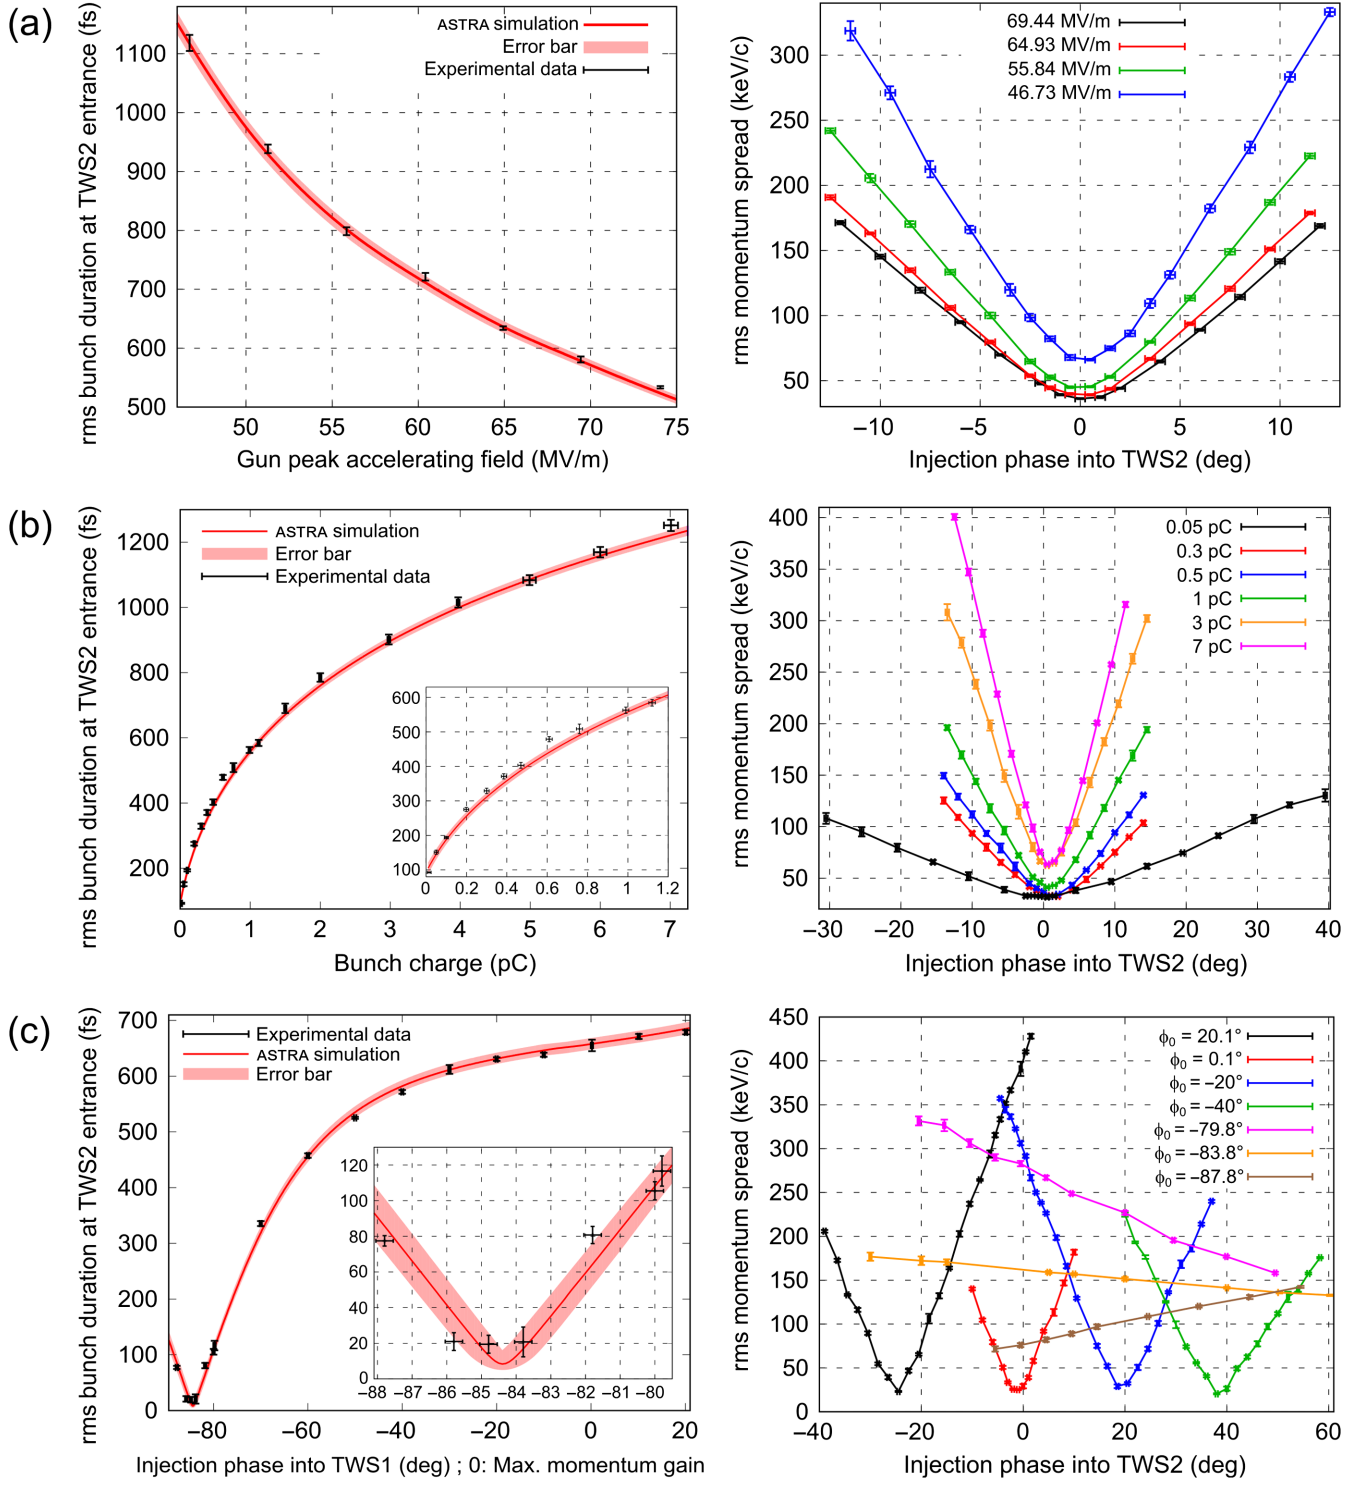 (a)
rms bunch duration at TWS2 entrance (fs)
1100
1000
900
800
700
600
500
ASTRA simulation
Error bar
Experimental data
50 55 60 65 70 75
Gun peak accelerating field (MV/m)
rms momentum spread (keV/c)
300
250
200
150
100
50
69.44 MV/m
64.93 MV/m
55.84 MV/m
46.73 MV/m
−10 −5 0 5 10
Injection phase into TWS2 (deg)
(b)
rms bunch duration at TWS2 entrance (fs)
1200
1000
800
600
400
200
ASTRA simulation
Error bar
Experimental data
600
500
400
300
200
100
0 0.2 0.4 0.6 0.8 1 1.2
0 1 2 3 4 5 6 7
Bunch charge (pC)
rms momentum spread (keV/c)
400
350
300
250
200
150
100
50
0.05 pC
0.3 pC
0.5 pC
1 pC
3 pC
7 pC
−30 −20 −10 0 10 20 30 40
Injection phase into TWS2 (deg)
(c)
rms bunch duration at TWS2 entrance (fs)
700
600
500
400
300
200
100
0
Experimental data
ASTRA simulation
Error bar
120
100
80
60
40
20
0
−88 −87 −86 −85 −84 −83 −82 −81 −80
−80 −60 −40 −20 0 20
Injection phase into TWS1 (deg) ; 0: Max. momentum gain
rms momentum spread (keV/c)
450
400
350
300
250
200
150
100
50
0
ϕ0 = 20.1°
ϕ0 = 0.1°
ϕ0 = −20°
ϕ0 = −40°
ϕ0 = −79.8°
ϕ0 = −83.8°
ϕ0 = −87.8°
−40 −20 0 20 40 60
Injection phase into TWS2 (deg)